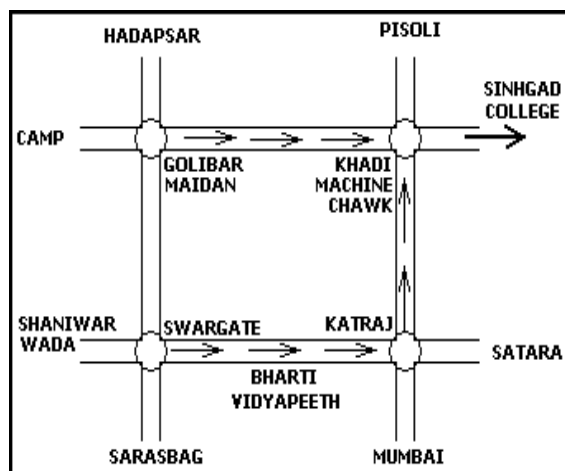 HADAPSAR
PISOLI
SINHGAD
COLLEGE
CAMP
GOLIBAR
MAIDAN
KHADI
MACHINE
CHAWK
SHANIWAR
WADA
SWARGATE
KATRAJ
SATARA
BHARTI
VIDYAPEETH
SARASBAG
MUMBAI